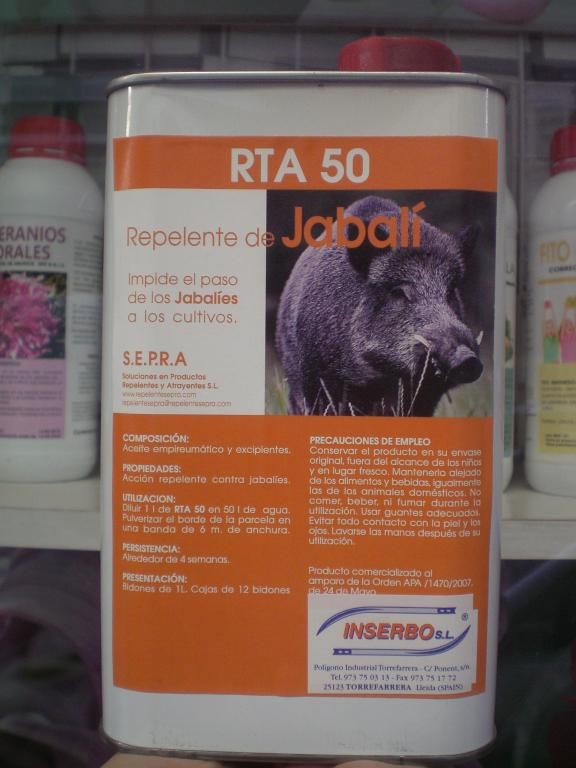 RTA 50
Repelente de Jabalí
Impide el paso
de los Jabalíes
a los cultivos.
S.E.P.R.A
Soluciones en Productos
Repelentes y Atrayentes S.L.
www.repelentesepro.com
repelentesepra@repelentessepro.com
COMPOSICIÓN:
Aceite empireumático y excipientes.
PROPIEDADES:
Acción repelente contra jabalíes.
UTILIZACION:
Diluir 1 l de RTA 50 en 50 l de agua.
Pulverizar el borde de la parcela en
una banda de 6 m. de anchura.
PERSISTENCIA:
Alrededor de 4 semanas.
PRESENTACIÓN:
Bidones de 1L. Cajas de 12 bidones
PRECAUCIONES DE EMPLEO
Conservar el producto en su envase
original, fuera del alcance de los niños
y en lugar fresco. Mantenerlo alejado
de los alimentos y bebidas, igualmente
las de los animales domésticos. No
comer, beber, ni fumar durante la
utilización. Usar guantes adecuados.
Evitar todo contacto con la piel y los
ojos. Lavarse las manos después de su
utilización.
Producto comercializado al
amparo de la Orden APA /1470/2007,
de 24 de Mayo
INSERBO S.L. ®
Polígono Industrial Torrefarrera - C/ Ponent, s/n.
Tel. 973 75 03 13 - Fax 973 75 17 72
25123 TORREFARRERA Lleida (SPAIN)
ERANIOS
ORALES
FITO